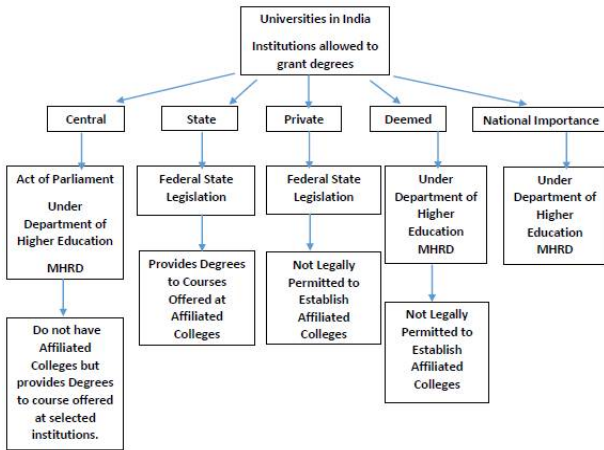 Universities in India
Institutions allowed to
grant degrees
Central
State
Private
Deemed
National Importance
Act of Parliament
Under
Department of
Higher Education
MHRD
Federal State
Legislation
Federal State
Legislation
Under
Department of
Higher
Education
MHRD
Under
Department of
Higher
Education
MHRD
Do not have
Affiliated
Colleges but
provides Degrees
to course offered
at selected
institutions.
Provides Degrees
to Courses
Offered at
Affiliated
Colleges
Not Legally
Permitted to
Establish
Affiliated
Colleges
Not Legally
Permitted to
Establish
Affiliated
Colleges